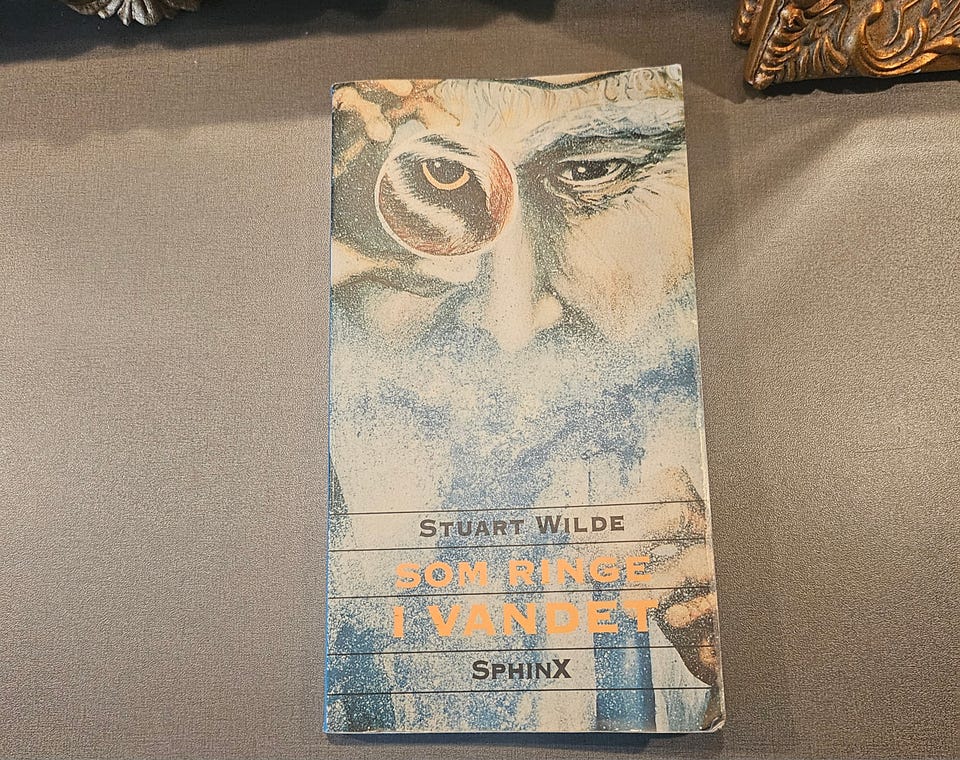 Stuart Wilde
SOM RINGE
I VANDET
SphinX